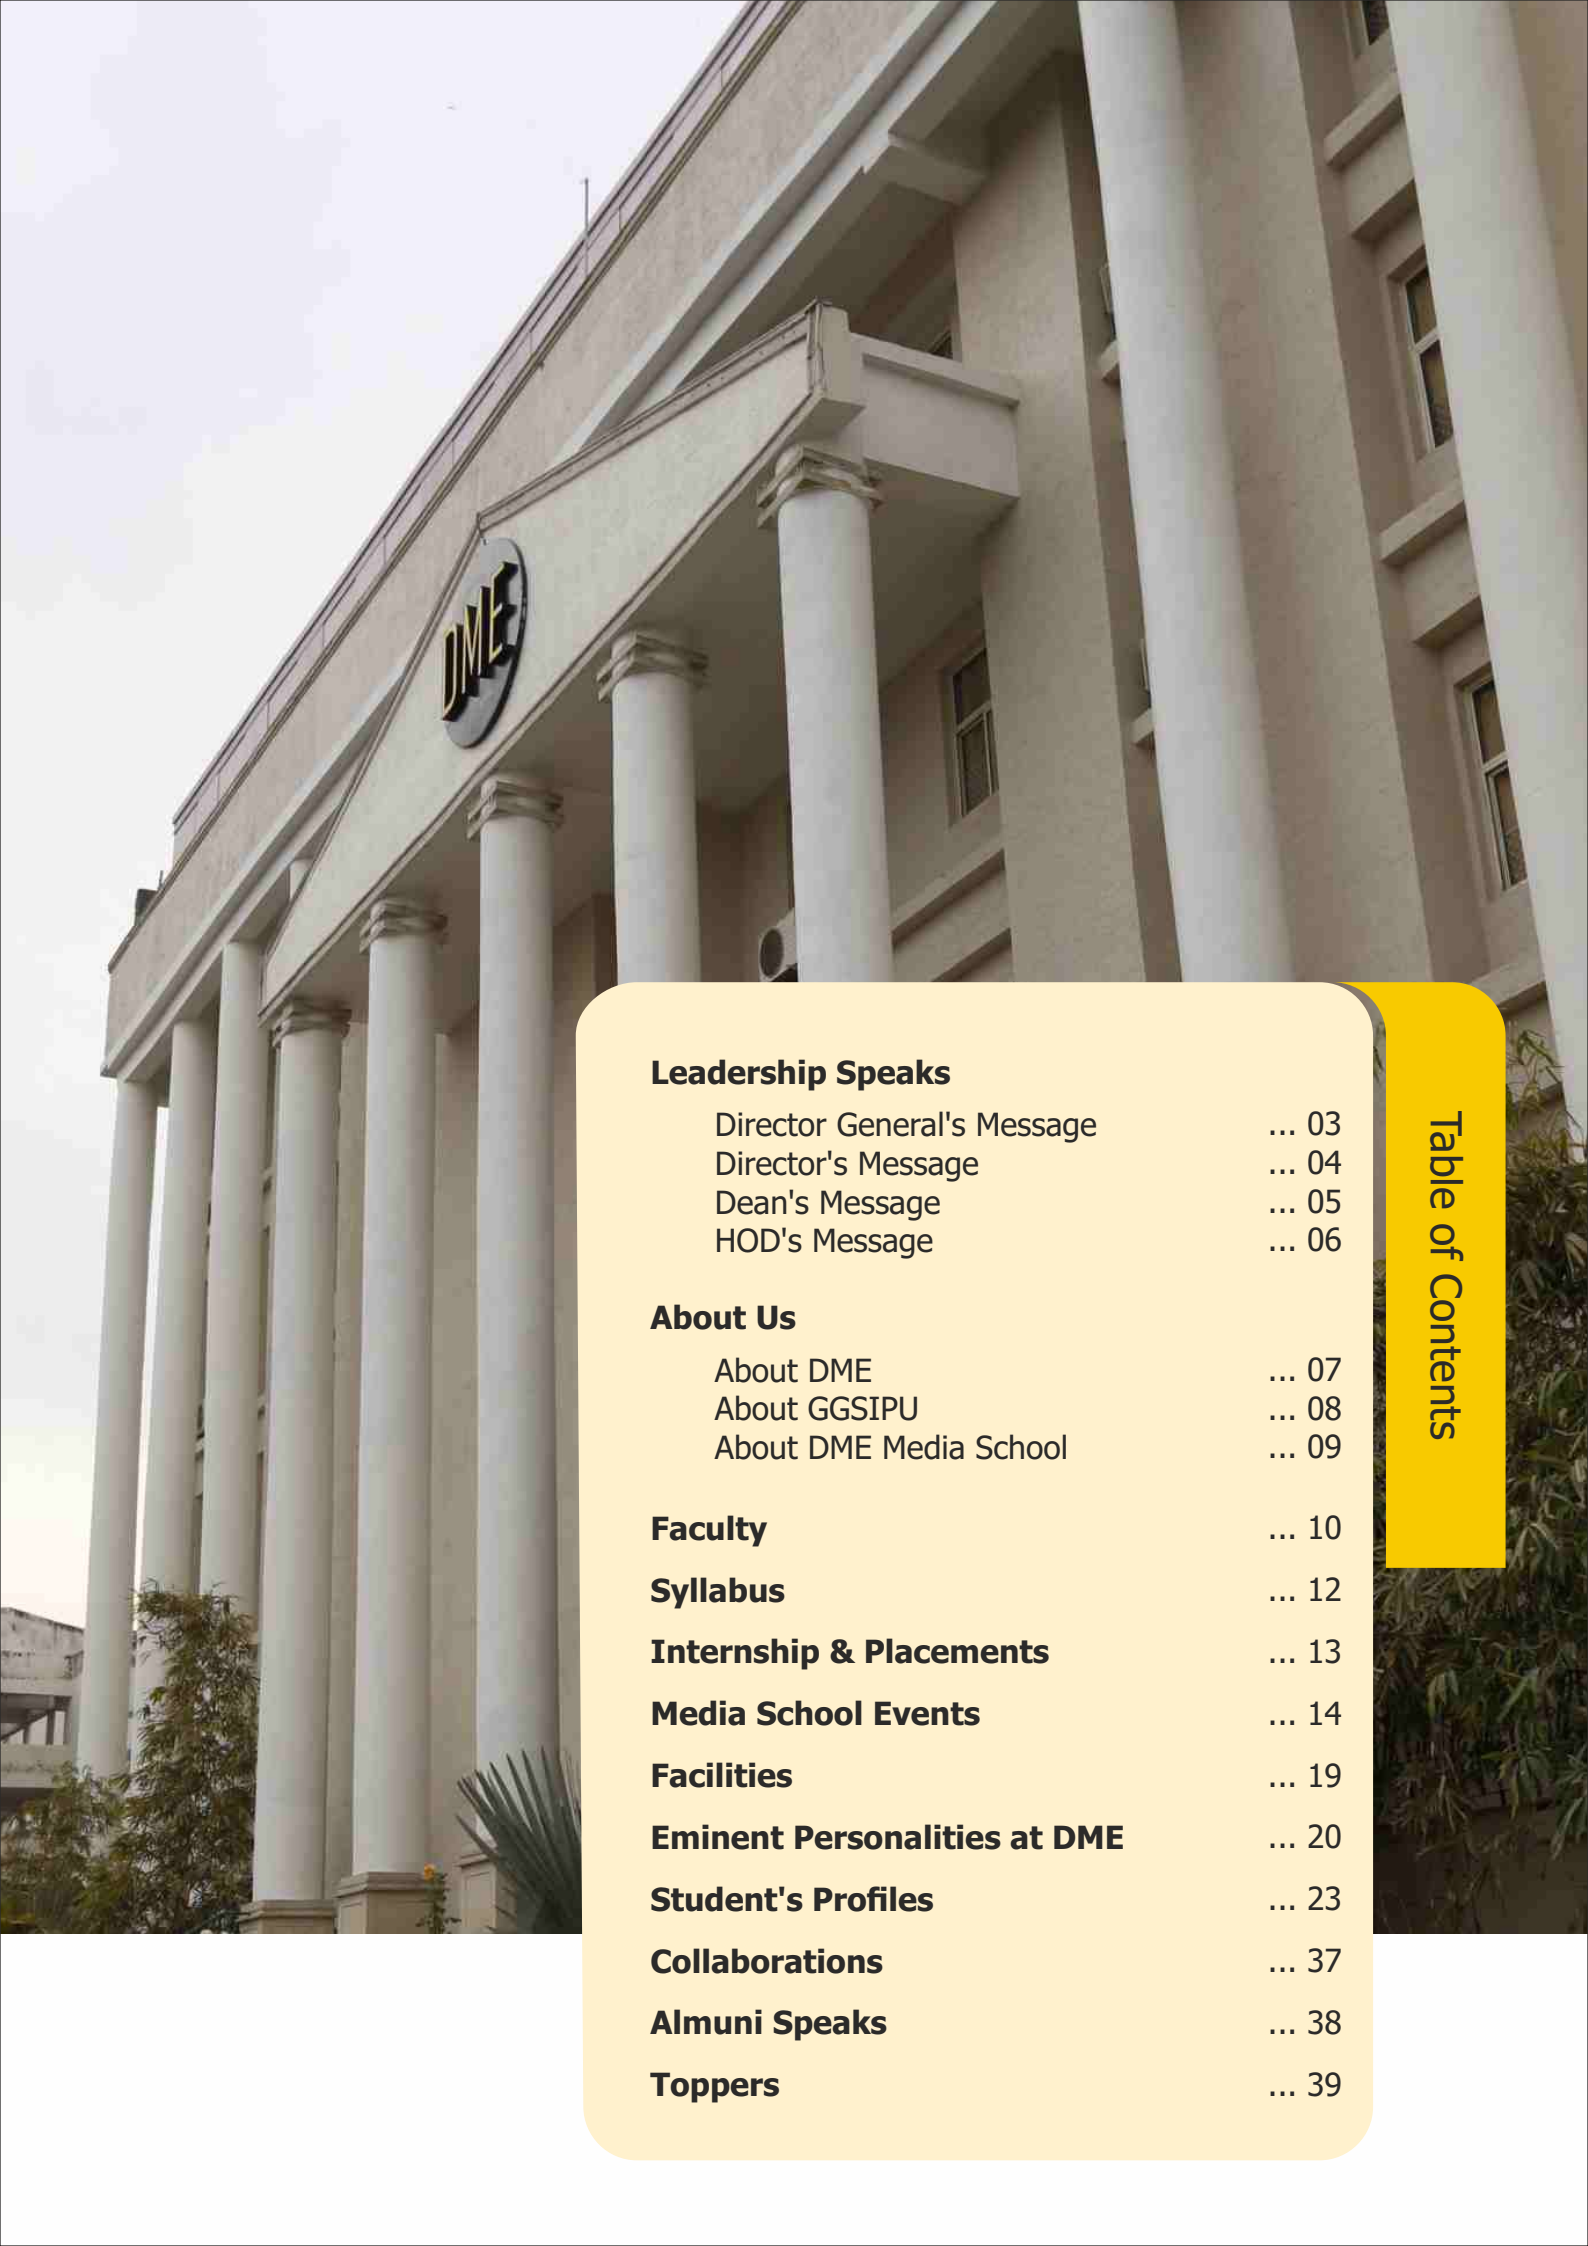 DME
Table of Contents
Leadership Speaks
Director General's Message ... 03
Director's Message ... 04
Dean's Message ... 05
HOD's Message ... 06
About Us
About DME ... 07
About GGSIPU ... 08
About DME Media School ... 09
Faculty ... 10
Syllabus ... 12
Internship & Placements ... 13
Media School Events ... 14
Facilities ... 19
Eminent Personalities at DME ... 20
Student's Profiles ... 23
Collaborations ... 37
Almuni Speaks ... 38
Toppers ... 39